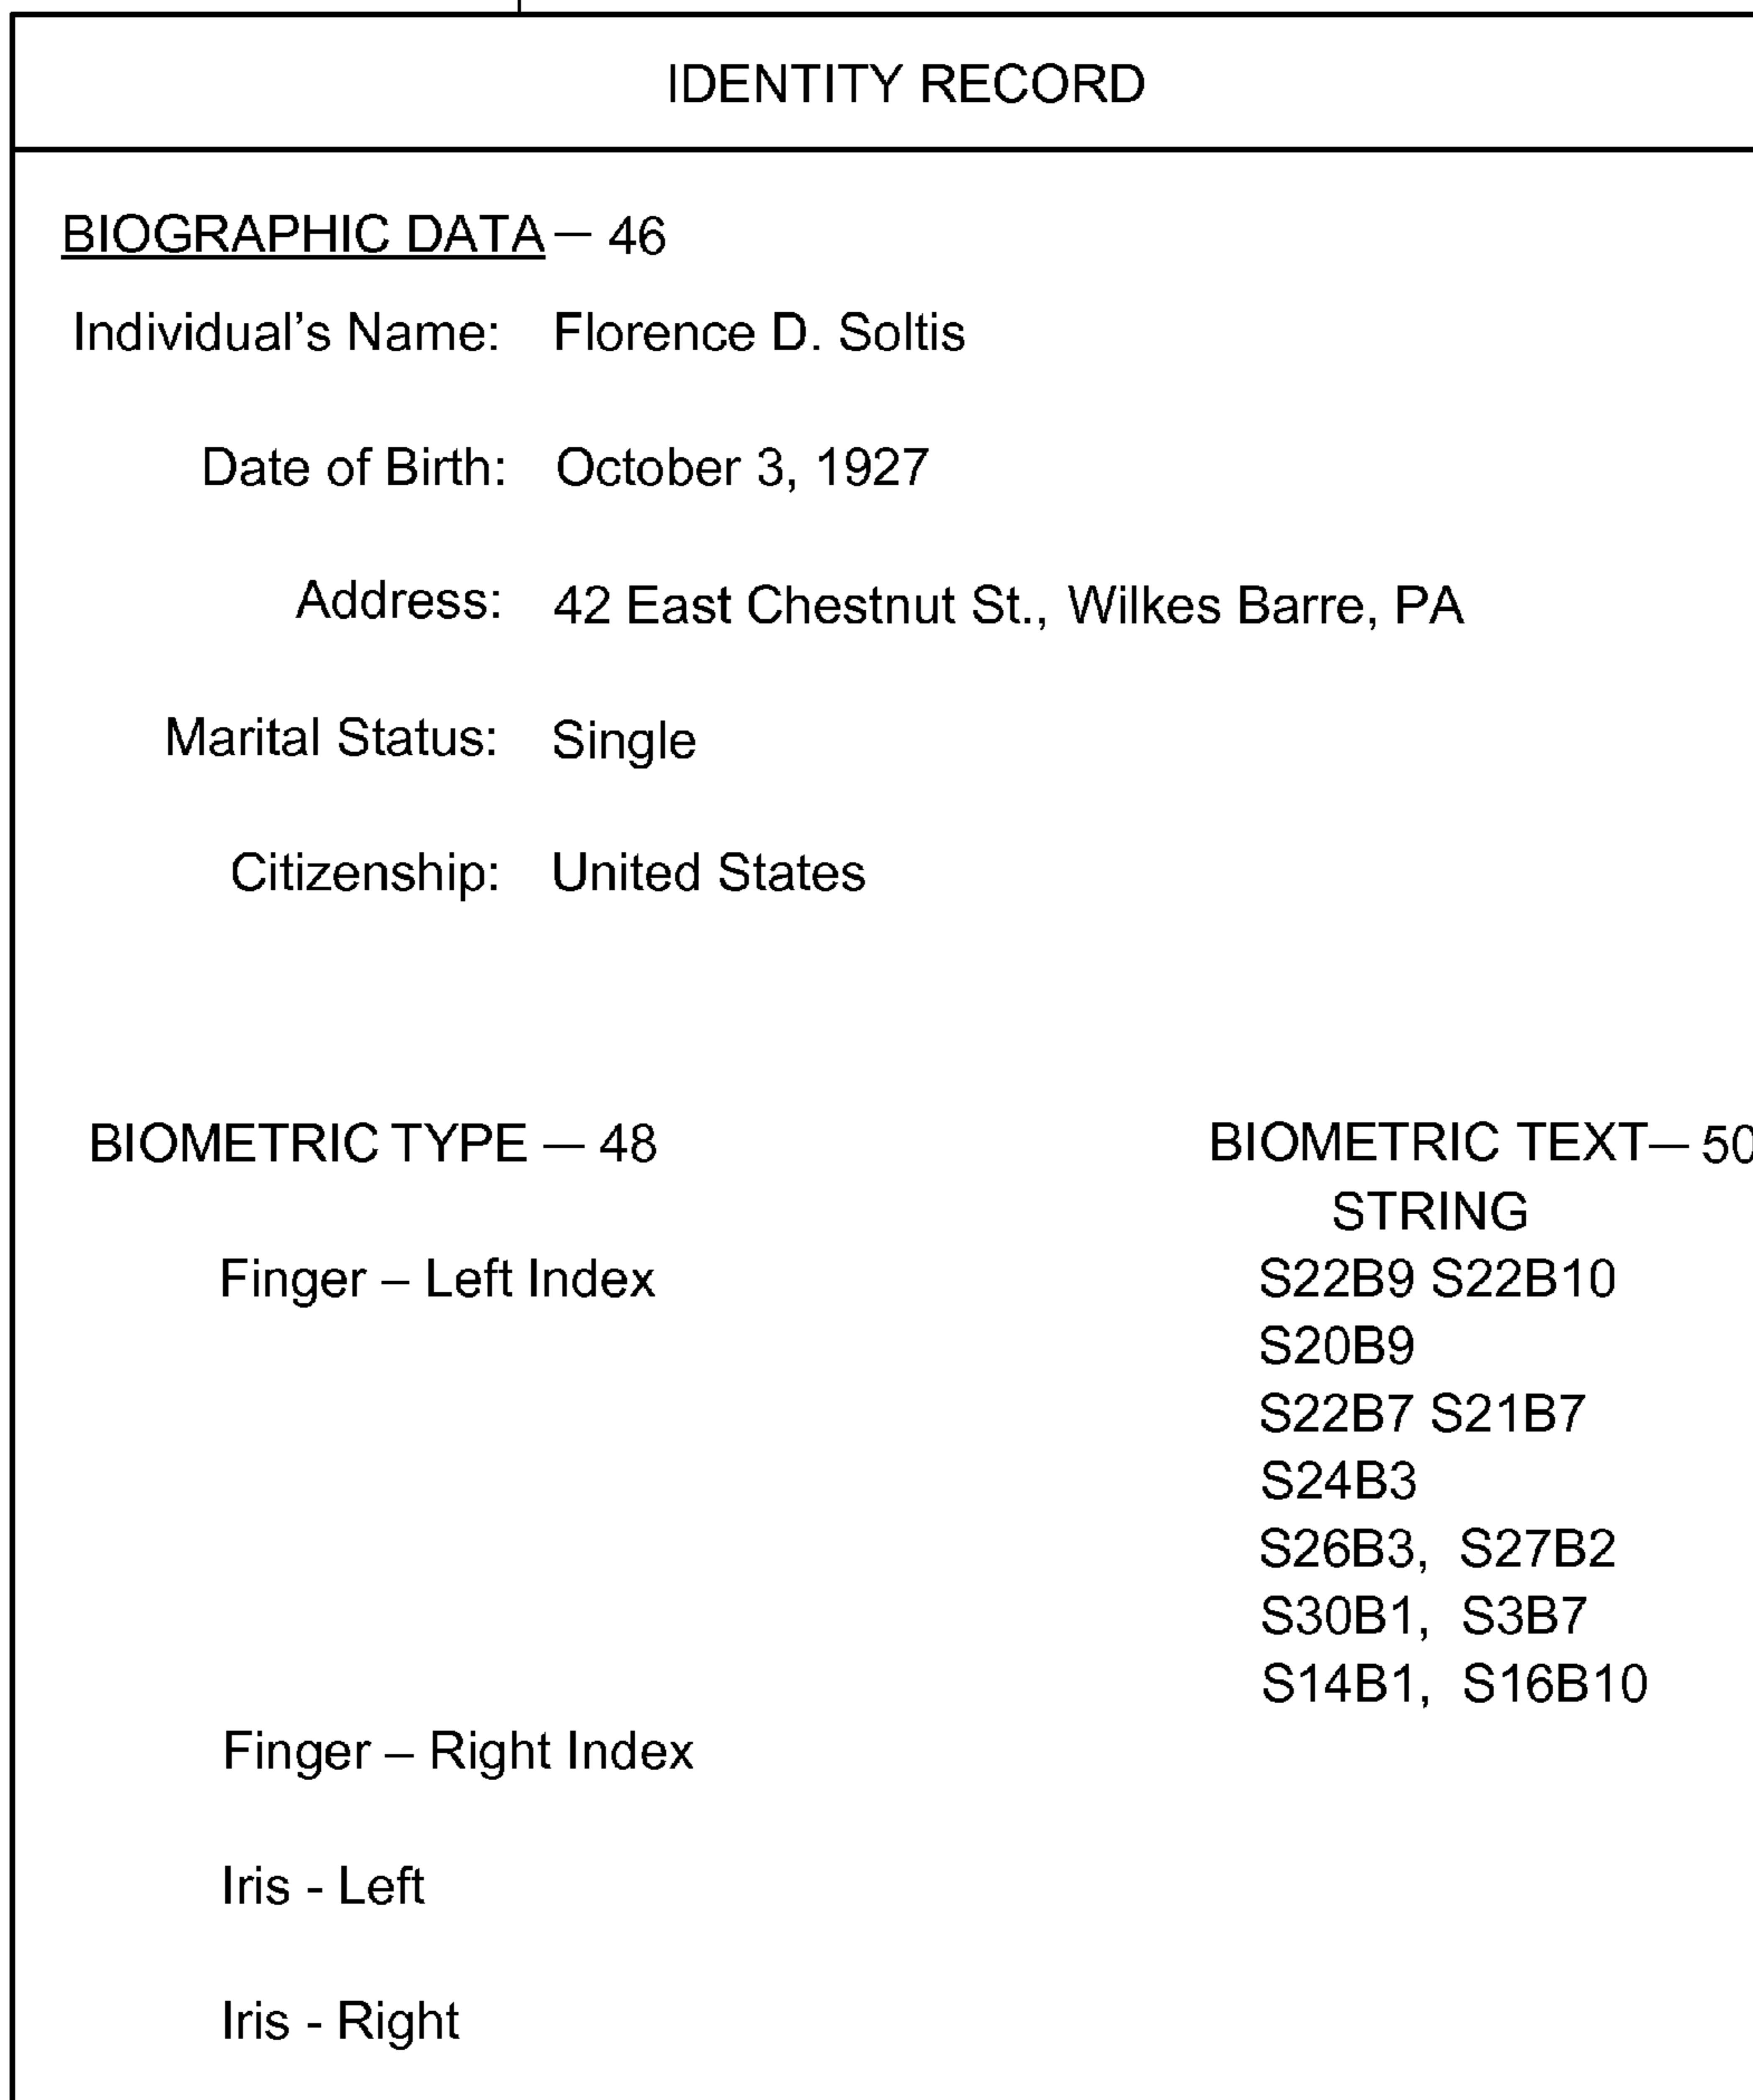 IDENTITY RECORD
BIOGRAPHIC DATA — 46
Individual's Name: Florence D. Soltis
Date of Birth: October 3, 1927
Address: 42 East Chestnut St., Wilkes Barre, PA
Marital Status: Single
Citizenship: United States
BIOMETRIC TYPE — 48 BIOMETRIC TEXT— 50
STRING
Finger – Left Index S22B9 S22B10
S20B9
S22B7 S21B7
S24B3
S26B3, S27B2
S30B1, S3B7
S14B1, S16B10
Finger – Right Index
Iris - Left
Iris - Right